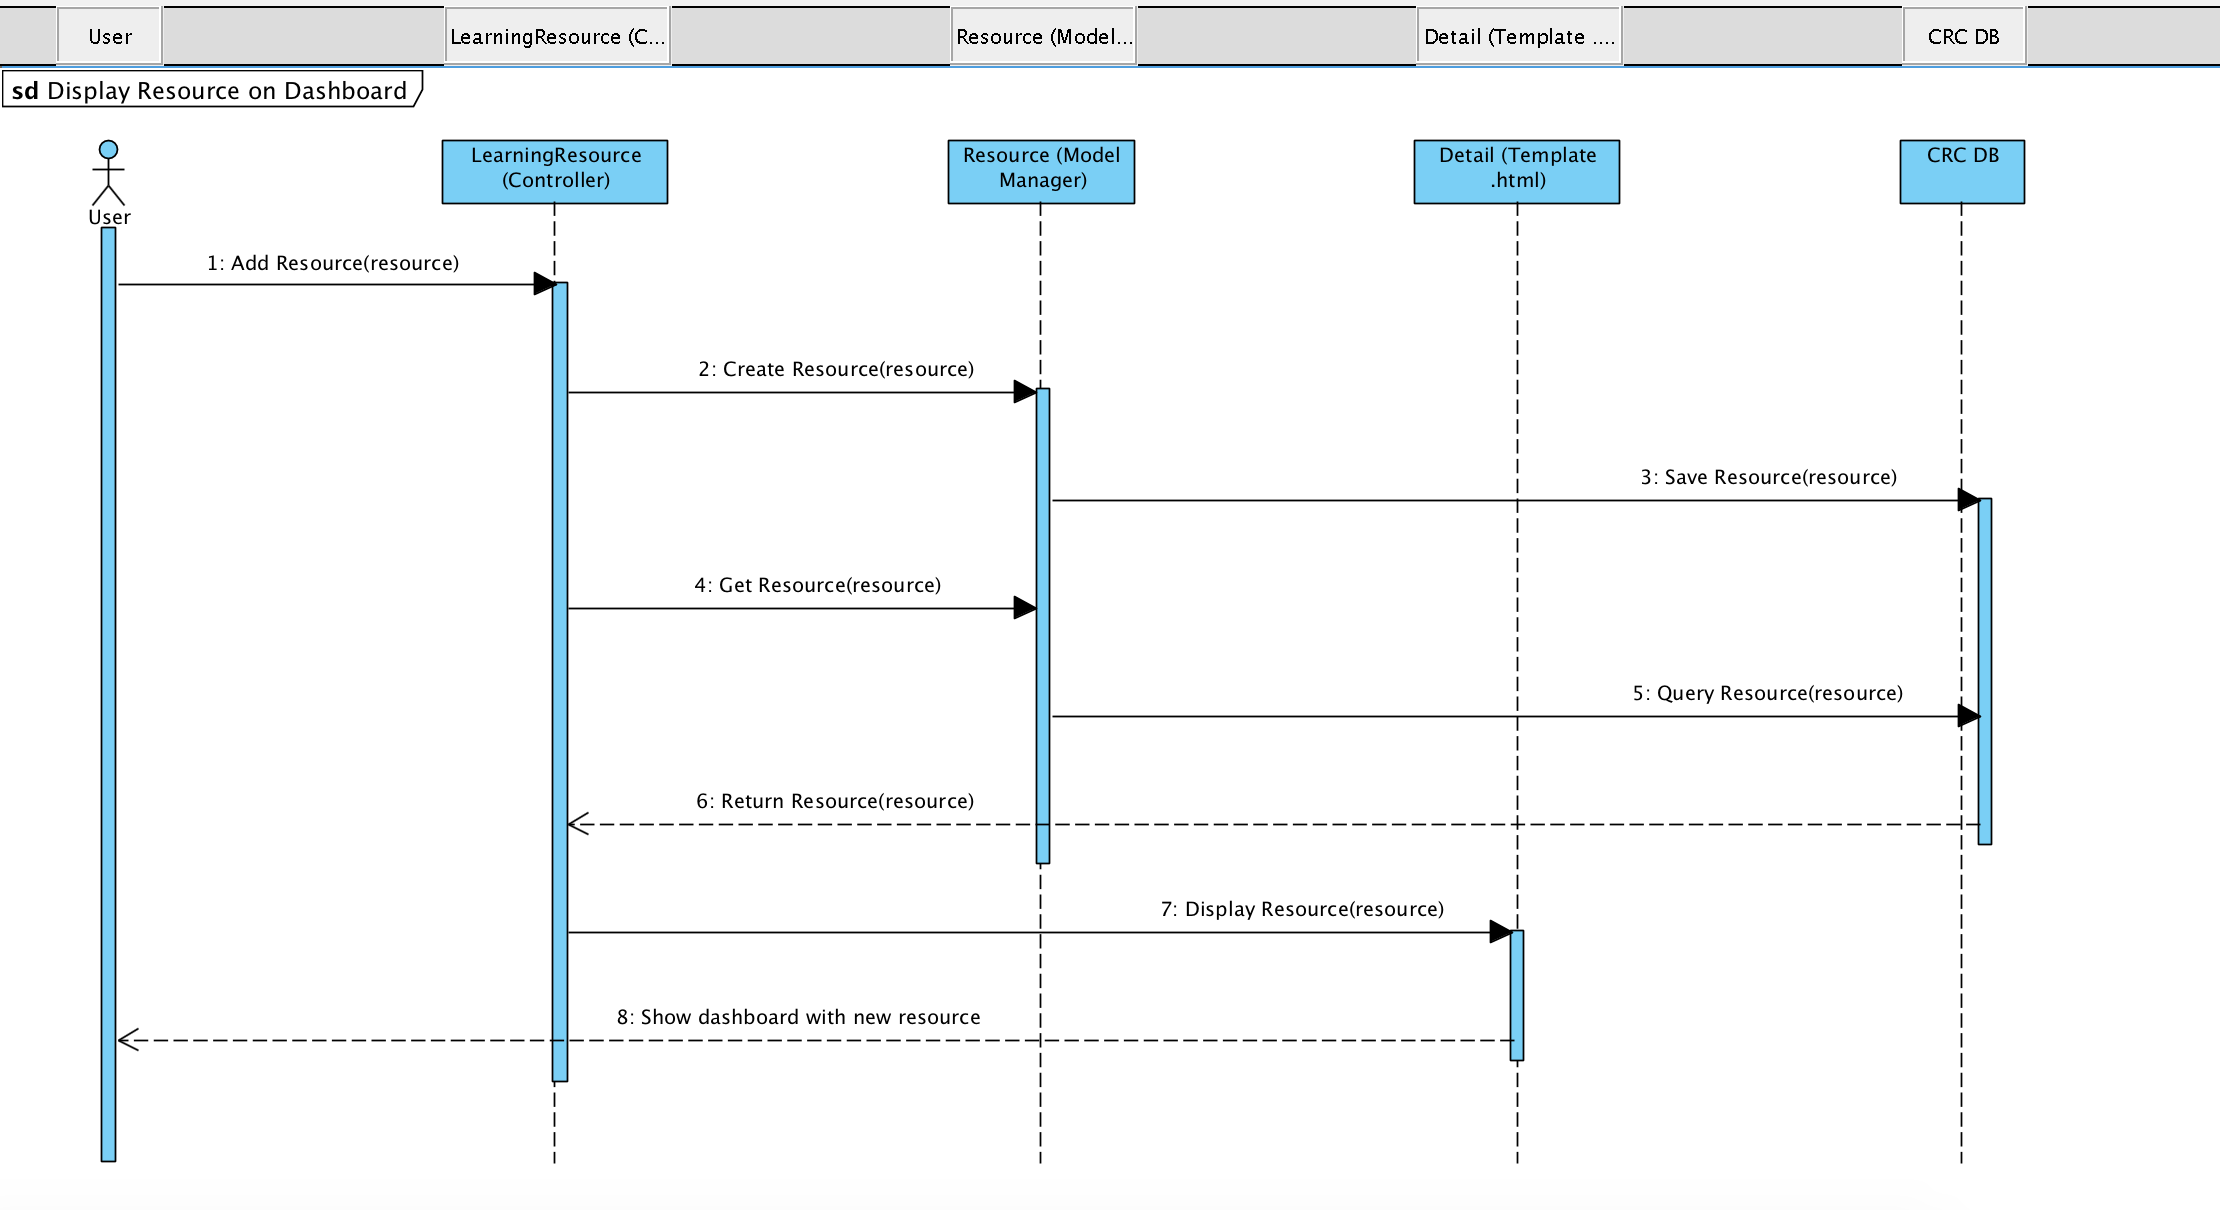 User
LearningResource (C...
Resource (Model...
Detail (Template ....
CRC DB
sd Display Resource on Dashboard
User
LearningResource
(Controller)
Resource (Model
Manager)
Detail (Template
.html)
CRC DB
1: Add Resource(resource)
2: Create Resource(resource)
3: Save Resource(resource)
4: Get Resource(resource)
5: Query Resource(resource)
6: Return Resource(resource)
7: Display Resource(resource)
8: Show dashboard with new resource